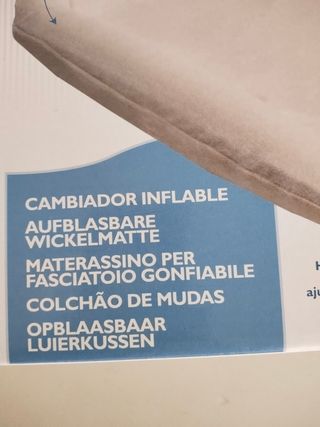 CAMBIADOR INFLABLE
AUFBLASBARE
WICKELMATTE
MATERASSINO PER
FASCIATOIO GONFIABILE
COLCHÃO DE MUDAS
OPBLAASBAAR
LUIERKUSSEN